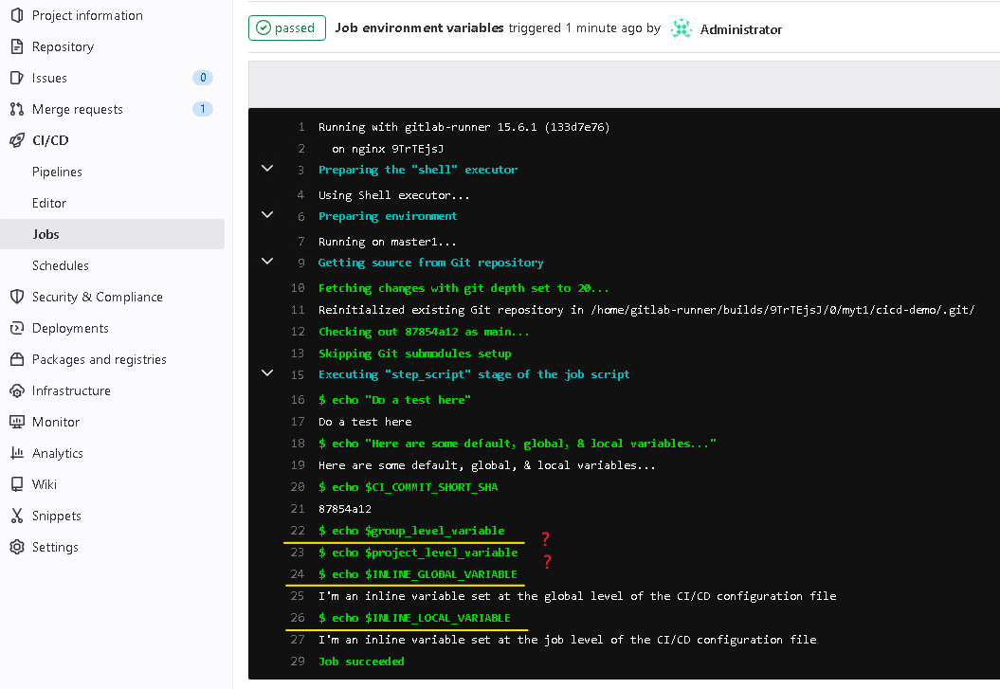 Project information
Repository
Issues 0
Merge requests 1
CI/CD
Pipelines
Editor
Jobs
Schedules
Security & Compliance
Deployments
Packages and registries
Infrastructure
Monitor
Analytics
Wiki
Snippets
Settings
passed Job environment variables triggered 1 minute ago by Administrator
1 Running with gitlab-runner 15.6.1 (133d7e76)
2 on nginx 9TrTEjsJ
3 Preparing the "shell" executor
4 Using Shell executor...
6 Preparing environment
7 Running on master1...
9 Getting source from Git repository
10 Fetching changes with git depth set to 20...
11 Reinitialized existing Git repository in /home/gitlab-runner/builds/9TrTEjsJ/0/myt1/cicd-demo/.git/
12 Checking out 87854a12 as main...
13 Skipping Git submodules setup
15 Executing "step_script" stage of the job script
16 $ echo "Do a test here"
17 Do a test here
18 $ echo "Here are some default, global, & local variables..."
19 Here are some default, global, & local variables...
20 $ echo $CI_COMMIT_SHORT_SHA
21 87854a12
22 $ echo $group_level_variable ?
23 $ echo $project_level_variable ?
24 $ echo $INLINE_GLOBAL_VARIABLE
25 I'm an inline variable set at the global level of the CI/CD configuration file
26 $ echo $INLINE_LOCAL_VARIABLE
27 I'm an inline variable set at the job level of the CI/CD configuration file
29 Job succeeded